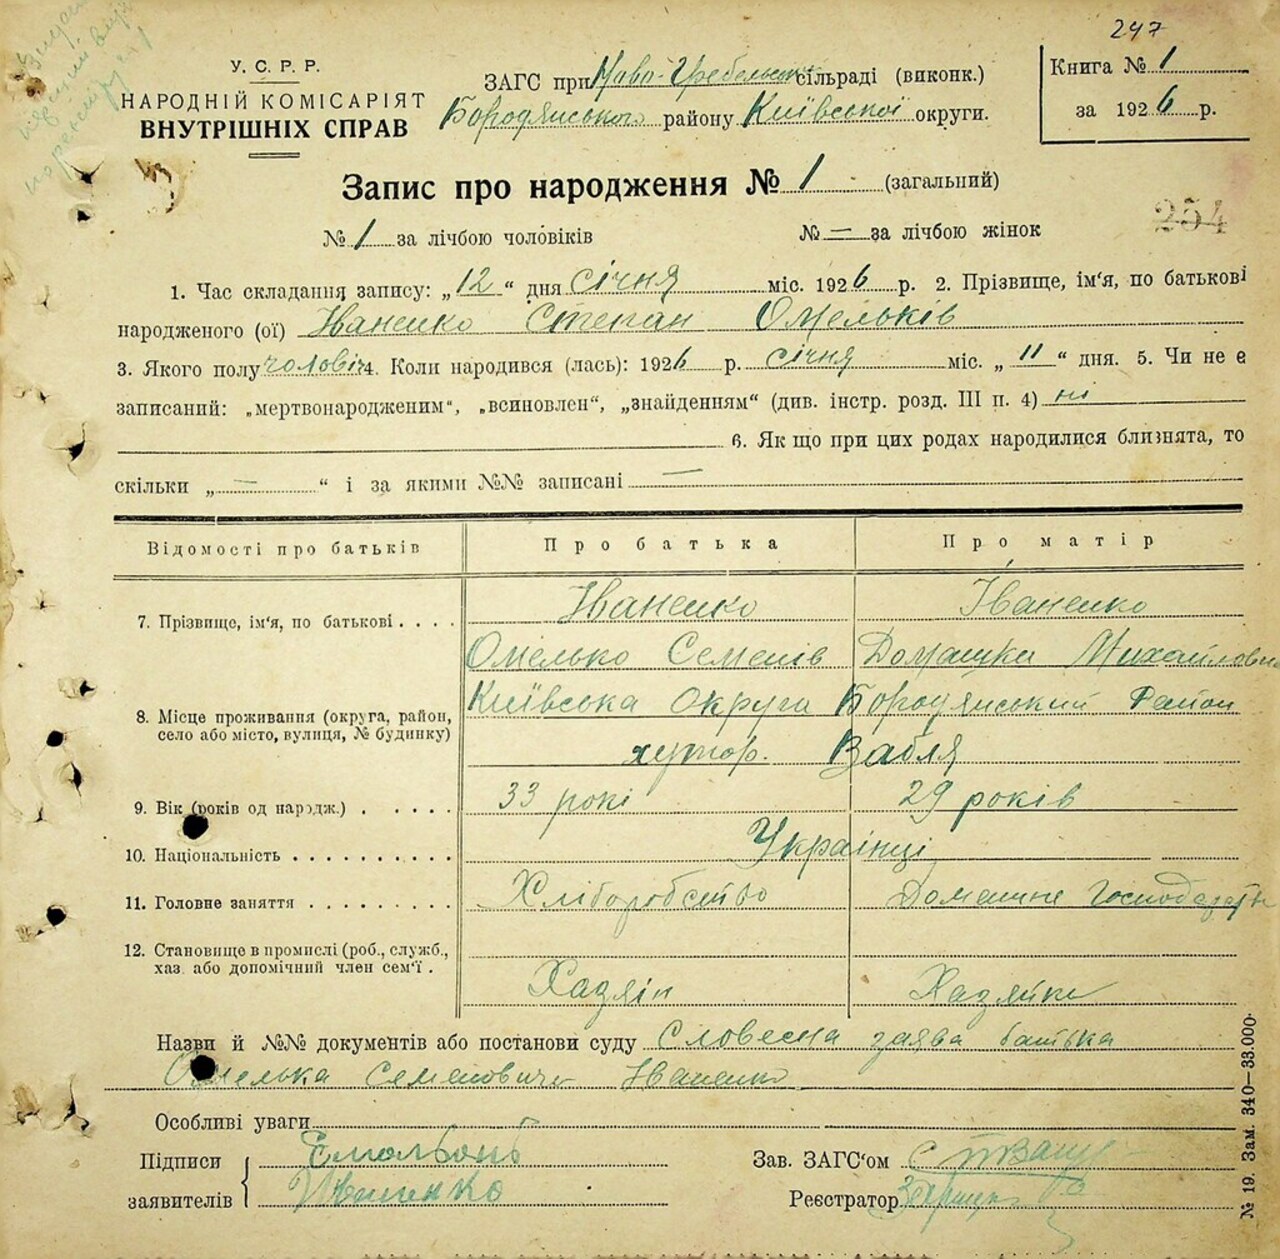 247
У. С. Р. Р.
НАРОДНІЙ КОМІСАРІЯТ
ВНУТРІШНІХ СПРАВ
ЗАГС при Ново-Гребельск сільраді (виконк.)
Бородянського району Київської округи.
Книга № 1
за 1926 р.
Запис про народження № 1 (загальний)
254
№ 1 за лічбою чоловіків № — за лічбою жінок
1. Час складання запису: „12“ дня січня міс. 1926 р. 2. Прізвище, ім‘я, по батькові
народженого (ої) Іваненко Степан Омельків
3. Якого полу чоловіч 4. Коли народився (лась): 1926 р. січня міс. „11“ дня. 5. Чи не є
записаний: „мертвонародженим“, „всиновлен“, „знайденням“ (див. інстр. розд. III п. 4) ні
6. Як що при цих родах народилися близнята, то
скільки „—“ і за якими №№ записані —
Відомості про батьків Про батька Про матір
7. Прізвище, ім‘я, по батькові . . . . Іваненко Іваненко
Омелько Семенів Домашки Михайловна
8. Місце проживання (округа, район,
село або місто, вулиця, № будинку)
Київська округа Бородянський Район
хутор. Вабля
9. Вік (років од народж.) . . . . . 33 рокі 29 років
10. Національність . . . . . . . . . . Українці
11. Головне заняття . . . . . . . . . Хліборобство Домашне Господарств
12. Становище в промислі (роб., служб.,
хаз. або допомічний член сем‘ї .
Хазяін Хазяйка
Назви й №№ документів або постанови суду Словесна заява батька
Омелька Семеновича Іваненко
Особливі уваги
Підписи
заявителів
Іваненко
Зав. ЗАГС‘ом
Реєстратор
№ 19. Зам. 340—33.000.